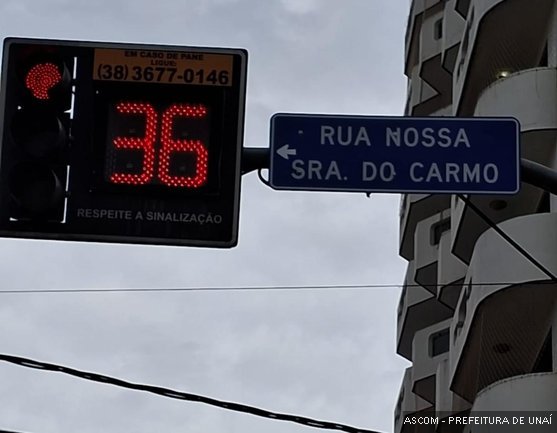 EM CASO DE PANE
LIGUE:
(38) 3677-0146
36
RESPEITE A SINALIZAÇÃO
RUA NOSSA
SRA. DO CARMO
ASCOM - PREFEITURA DE UNAÍ